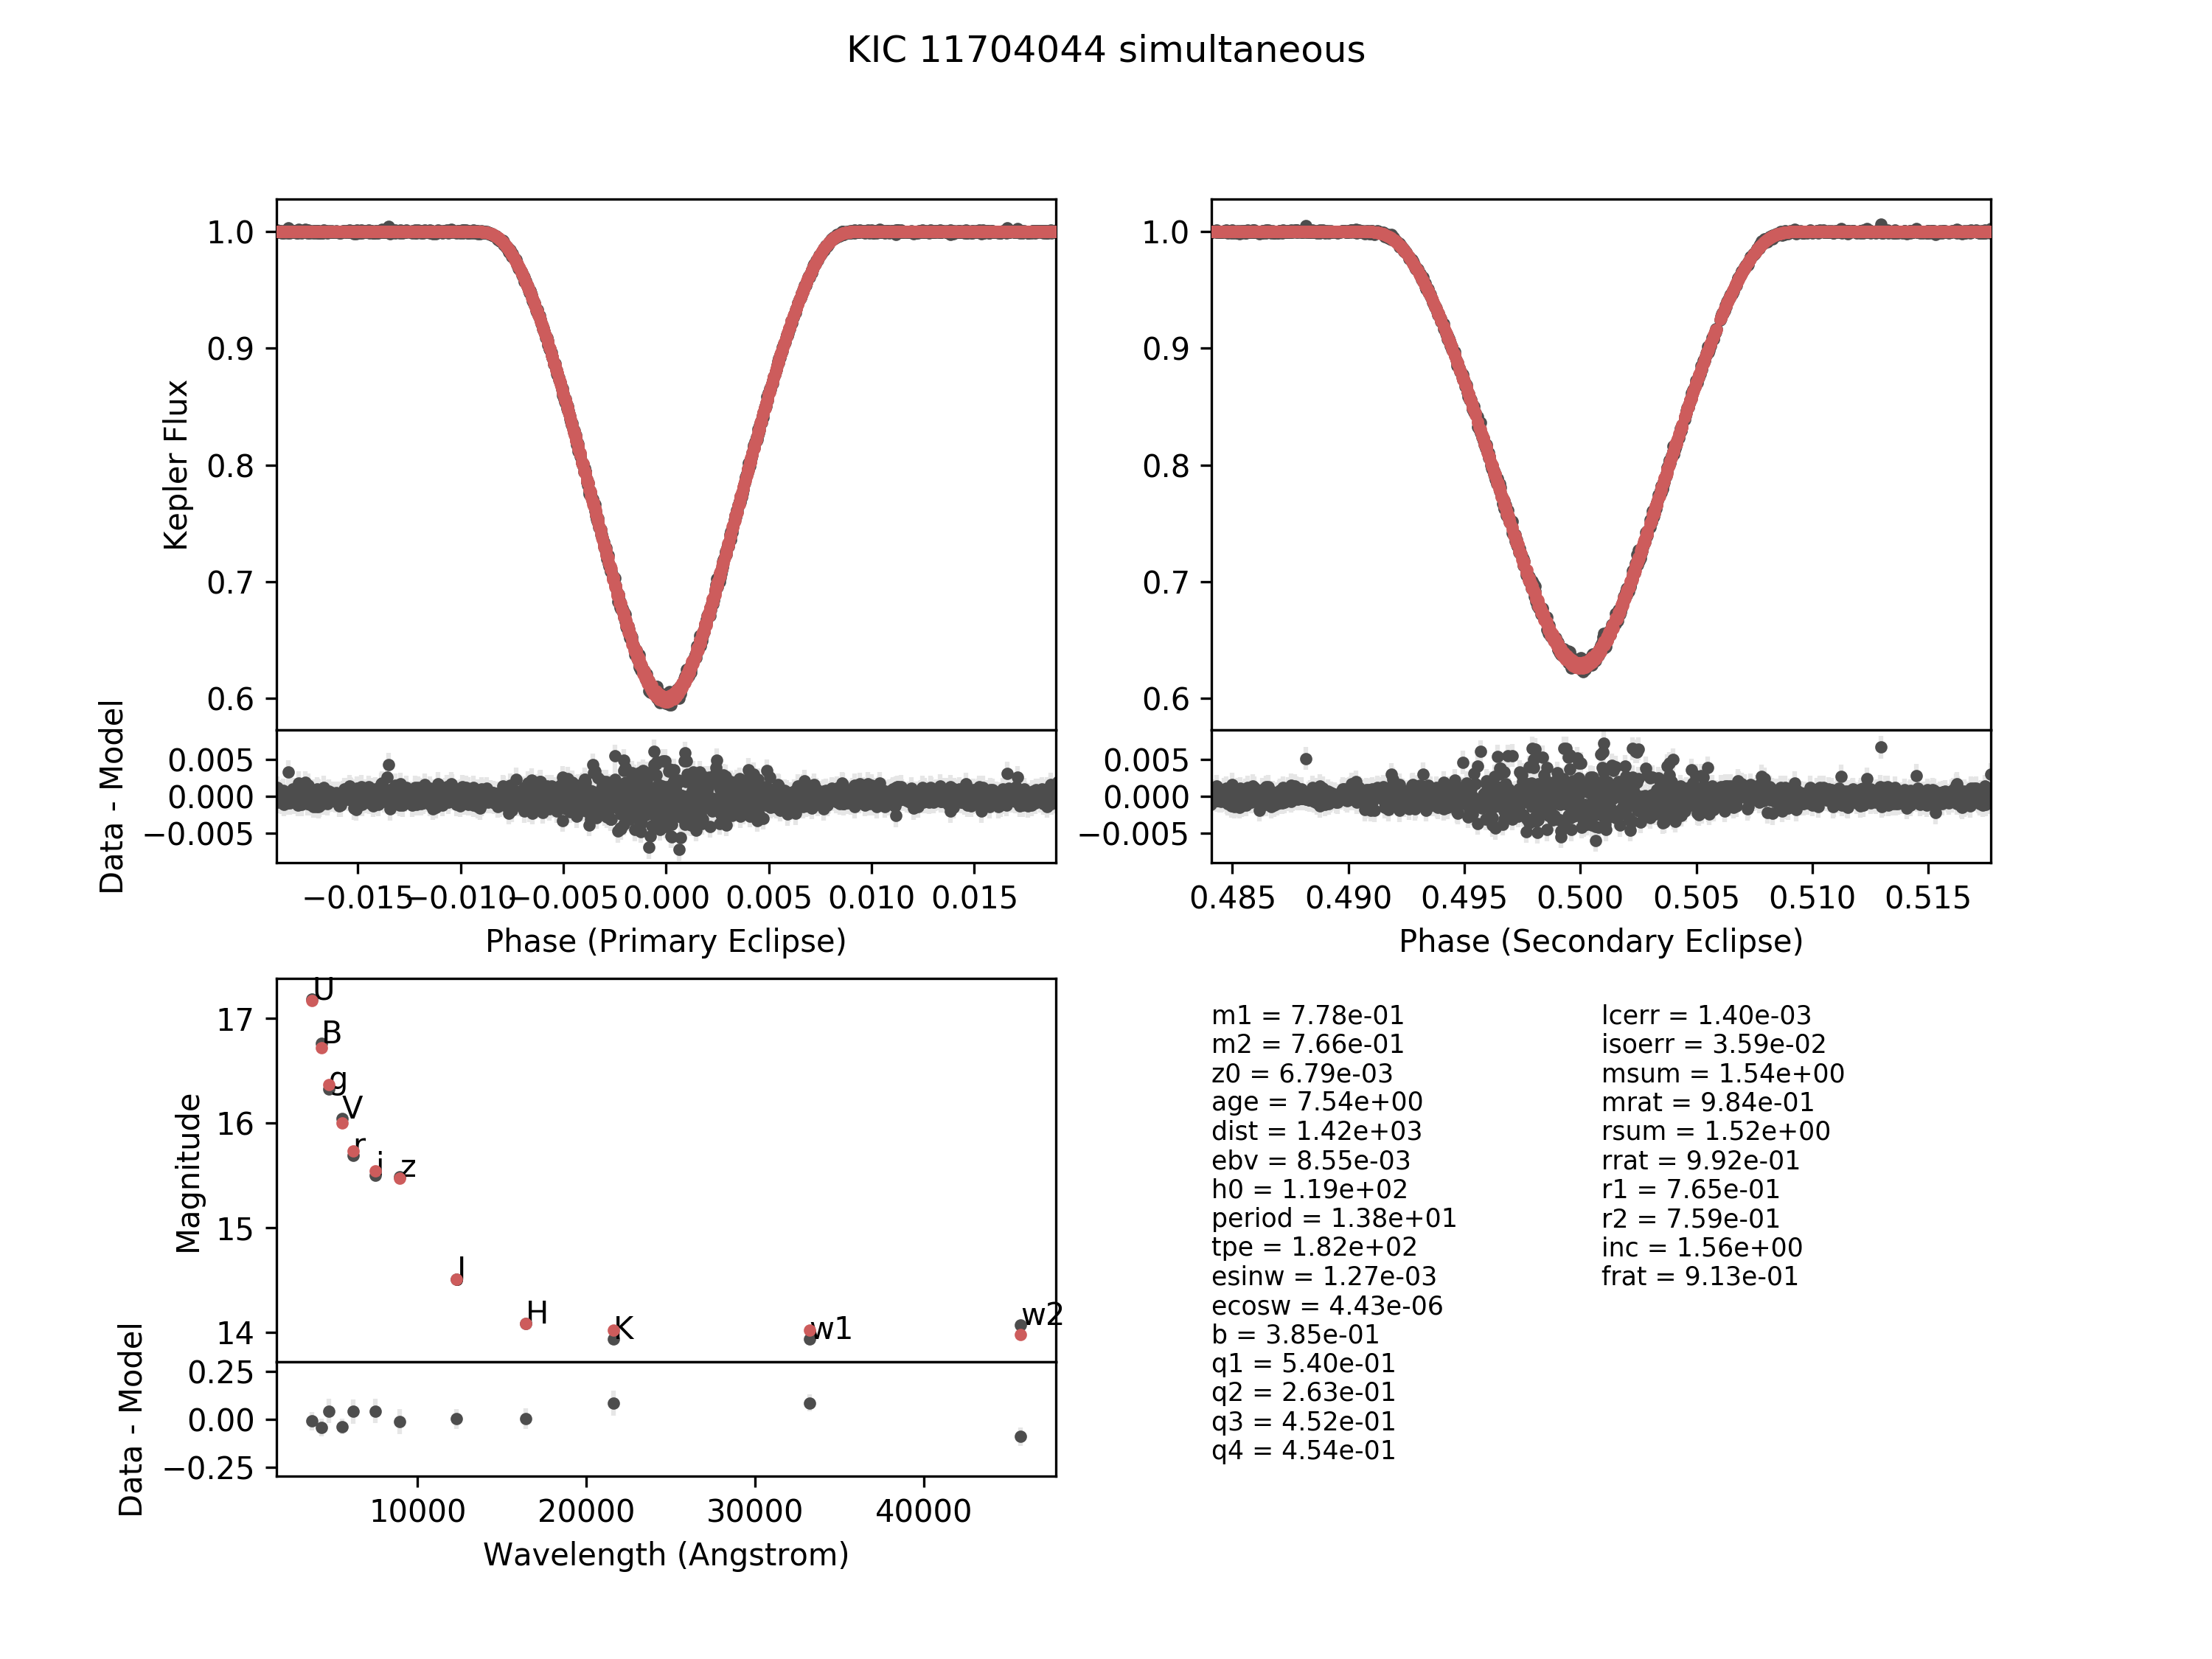 KIC 11704044 simultaneous
1.0
0.9
0.8
0.7
0.6
Kepler Flux
1.0
0.9
0.8
0.7
0.6
0.005
0.000
−0.005
Data - Model
0.005
0.000
−0.005
−0.015 −0.010 −0.005 0.000 0.005 0.010 0.015
Phase (Primary Eclipse)
0.485 0.490 0.495 0.500 0.505 0.510 0.515
Phase (Secondary Eclipse)
17
16
15
14
Magnitude
U
B
g
V
r
i
z
J
H
K
w1
w2
0.25
0.00
−0.25
Data - Model
10000 20000 30000 40000
Wavelength (Angstrom)
m1 = 7.78e-01
m2 = 7.66e-01
z0 = 6.79e-03
age = 7.54e+00
dist = 1.42e+03
ebv = 8.55e-03
h0 = 1.19e+02
period = 1.38e+01
tpe = 1.82e+02
esinw = 1.27e-03
ecosw = 4.43e-06
b = 3.85e-01
q1 = 5.40e-01
q2 = 2.63e-01
q3 = 4.52e-01
q4 = 4.54e-01
lcerr = 1.40e-03
isoerr = 3.59e-02
msum = 1.54e+00
mrat = 9.84e-01
rsum = 1.52e+00
rrat = 9.92e-01
r1 = 7.65e-01
r2 = 7.59e-01
inc = 1.56e+00
frat = 9.13e-01